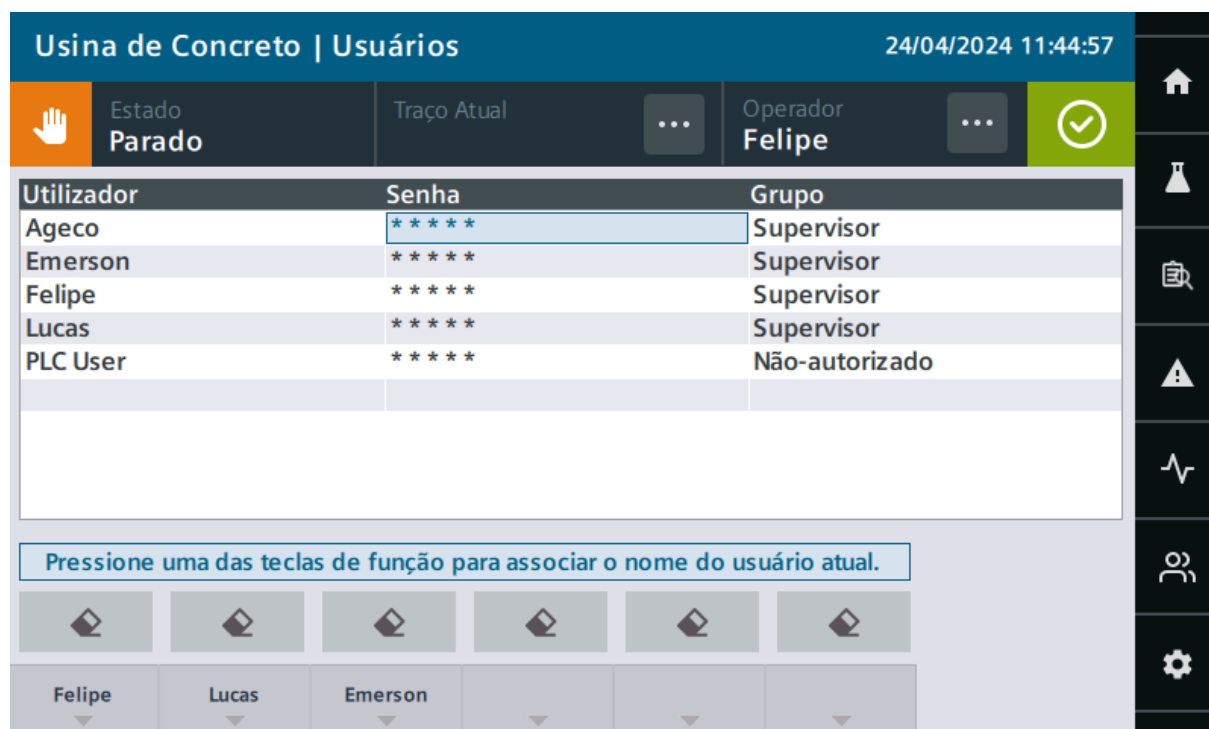 Usina de Concreto | Usuários 24/04/2024 11:44:57
Estado Traço Atual ... Operador ...
Parado Felipe
Utilizador Senha Grupo
Ageco ***** Supervisor
Emerson ***** Supervisor
Felipe ***** Supervisor
Lucas ***** Supervisor
PLC User ***** Não-autorizado
Pressione uma das teclas de função para associar o nome do usuário atual.
Felipe Lucas Emerson